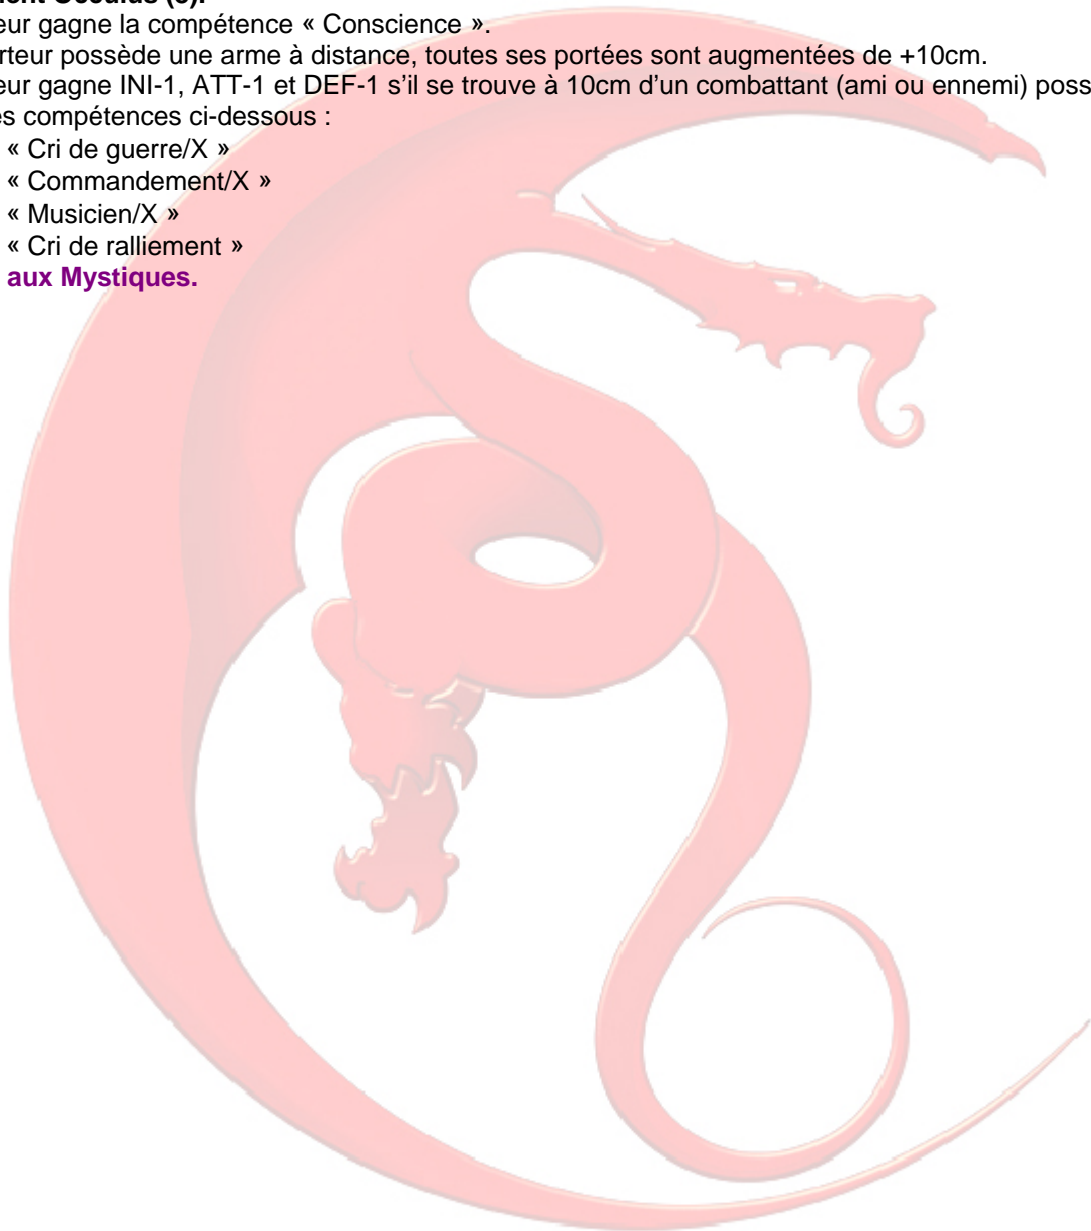 ent Occulus (3).
eur gagne la compétence « Conscience ».
rteur possède une arme à distance, toutes ses portées sont augmentées de +10cm.
eur gagne INI-1, ATT-1 et DEF-1 s’il se trouve à 10cm d’un combattant (ami ou ennemi) poss
es compétences ci-dessous :
« Cri de guerre/X »
« Commandement/X »
« Musicien/X »
« Cri de ralliement »
aux Mystiques.